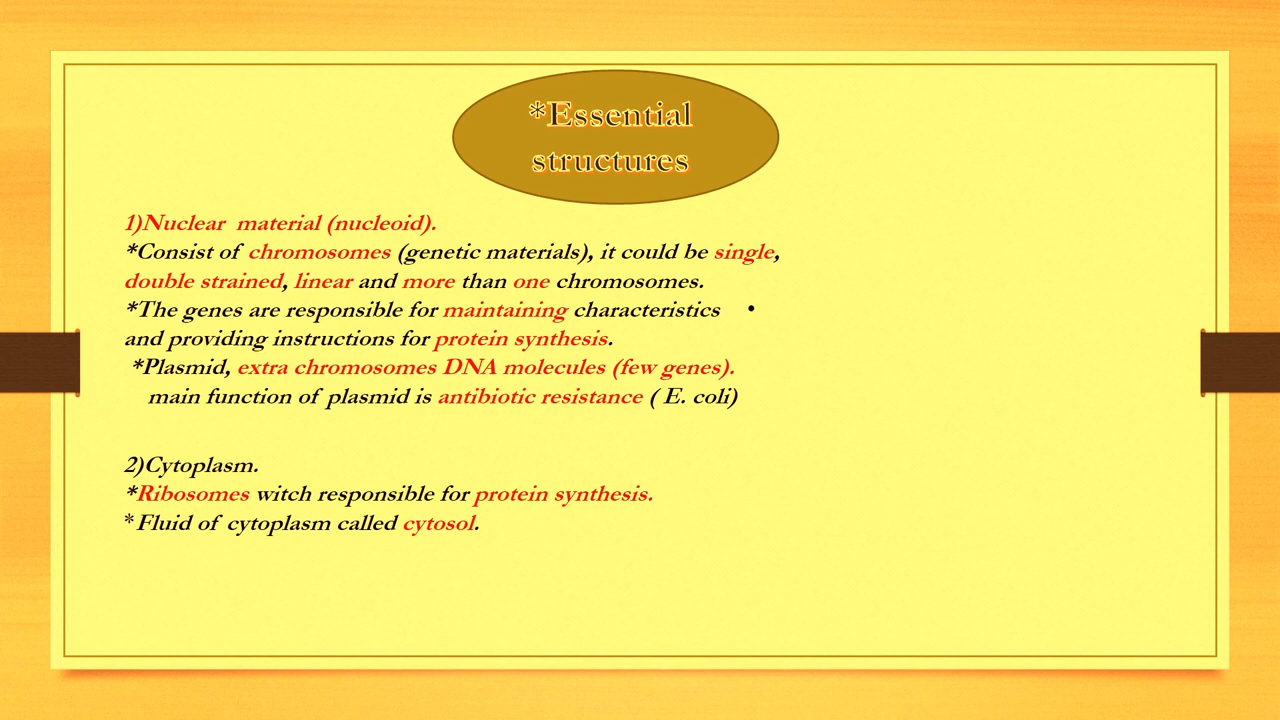 *Essential
structures
1)Nuclear material (nucleoid).
*Consist of chromosomes (genetic materials), it could be single,
double strained, linear and more than one chromosomes.
*The genes are responsible for maintaining characteristics •
and providing instructions for protein synthesis.
*Plasmid, extra chromosomes DNA molecules (few genes).
main function of plasmid is antibiotic resistance ( E. coli)
2)Cytoplasm.
*Ribosomes witch responsible for protein synthesis.
*Fluid of cytoplasm called cytosol.